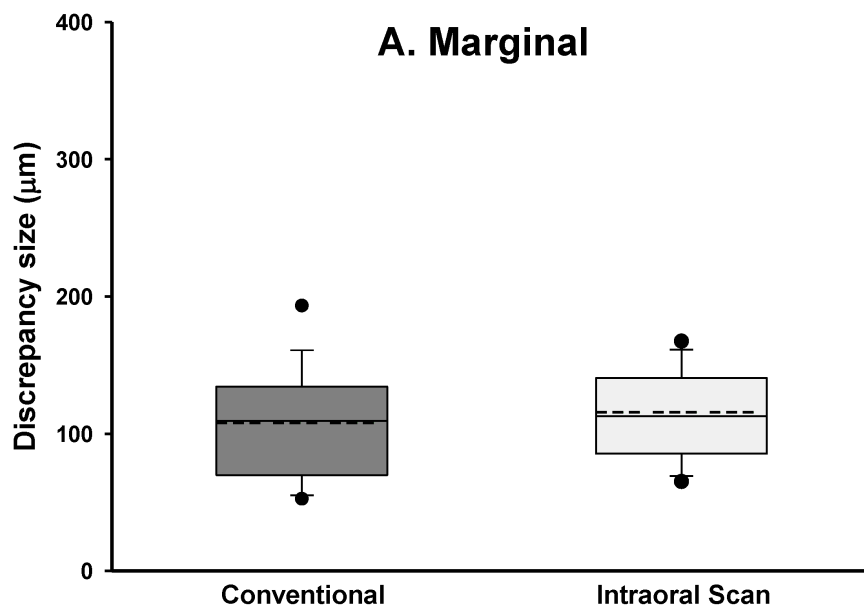 A. Marginal
Discrepancy size (μm)
400
300
200
100
0
Conventional
Intraoral Scan